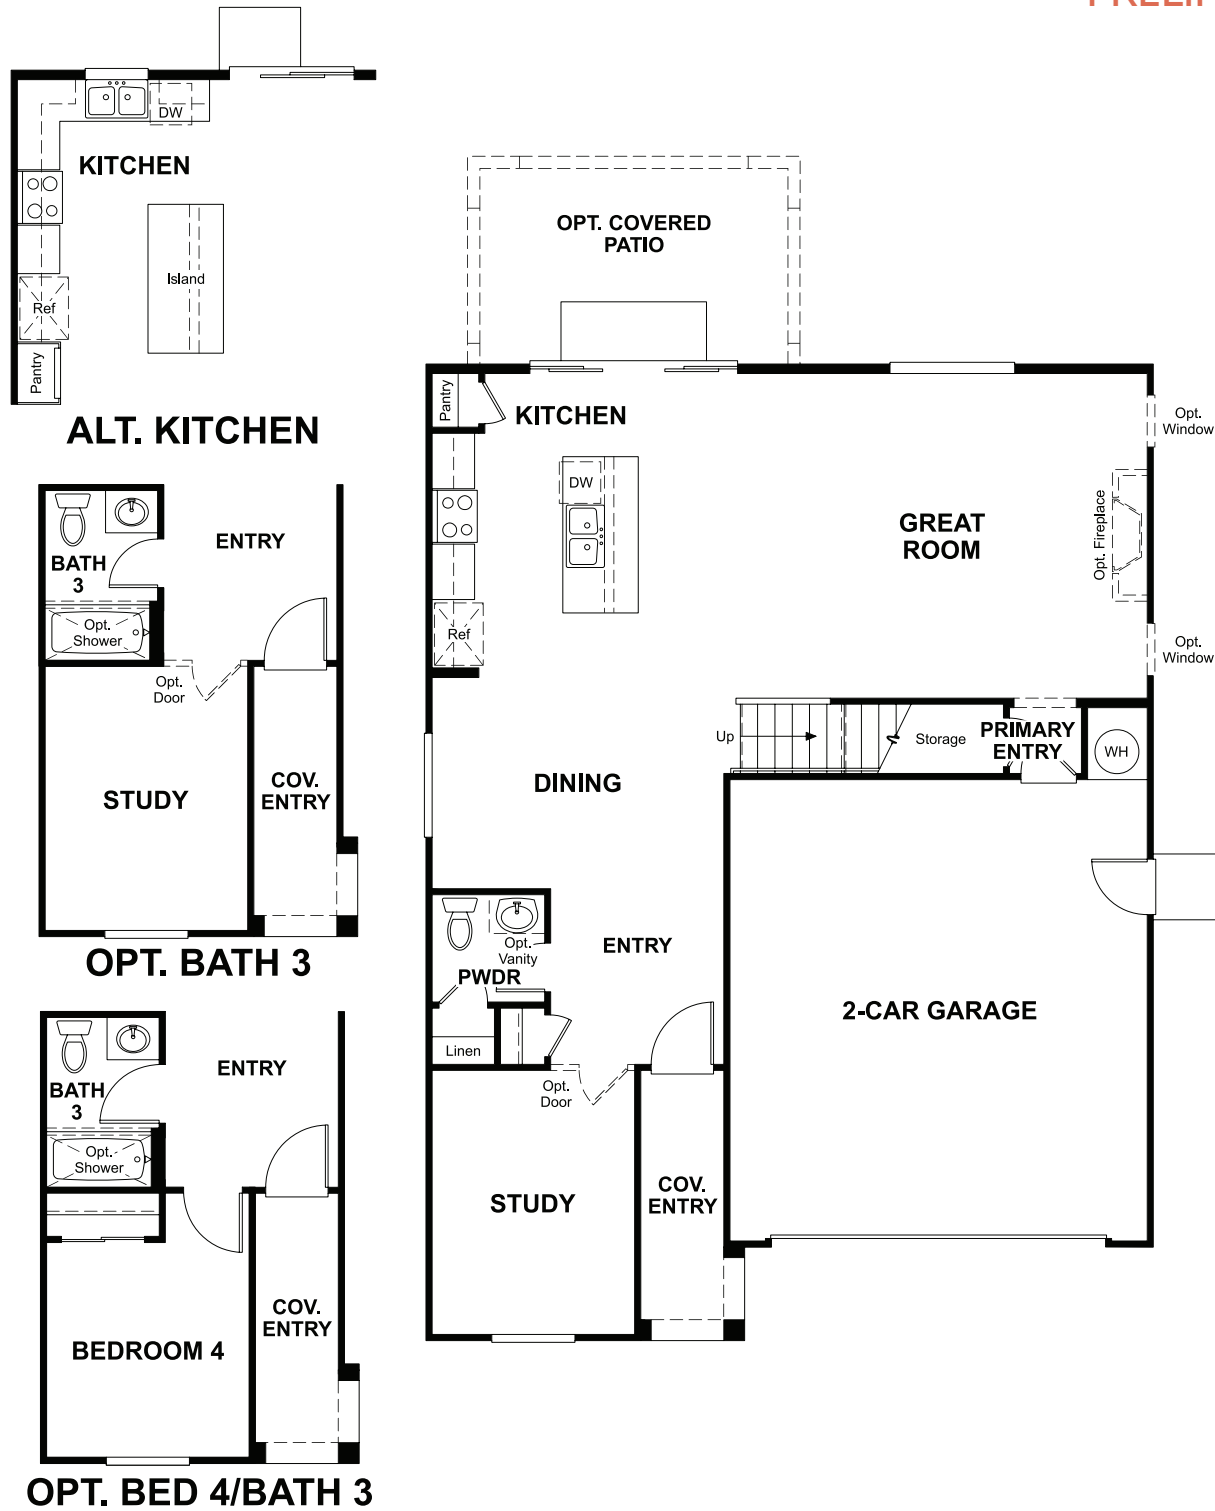 DW
KITCHEN
Island
Ref
Pantry
ALT. KITCHEN
BATH
3
ENTRY
Opt.
Shower
Opt.
Door
STUDY
COV.
ENTRY
OPT. BATH 3
BATH
3
ENTRY
Opt.
Shower
COV.
ENTRY
BEDROOM 4
OPT. BED 4/BATH 3
OPT. COVERED
PATIO
Pantry
KITCHEN
DW
Ref
GREAT
ROOM
Opt.
Window
Opt. Fireplace
Opt.
Window
Up
Storage
PRIMARY
ENTRY
WH
DINING
Opt.
Vanity
PWDR
ENTRY
Linen
Opt.
Door
2-CAR GARAGE
STUDY
COV.
ENTRY